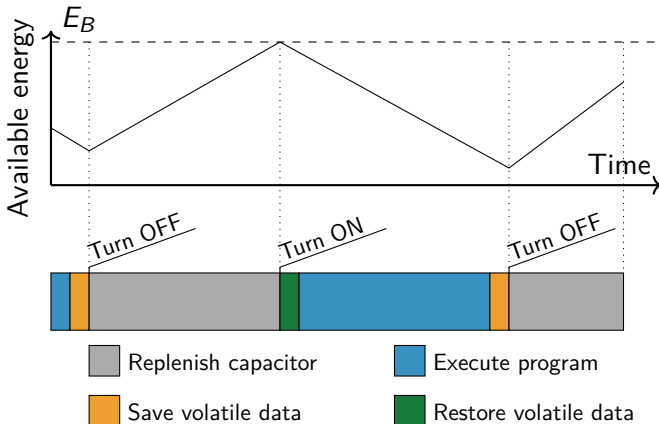 E_B
Available energy
Time
Turn OFF
Turn ON
Turn OFF
Replenish capacitor
Execute program
Save volatile data
Restore volatile data